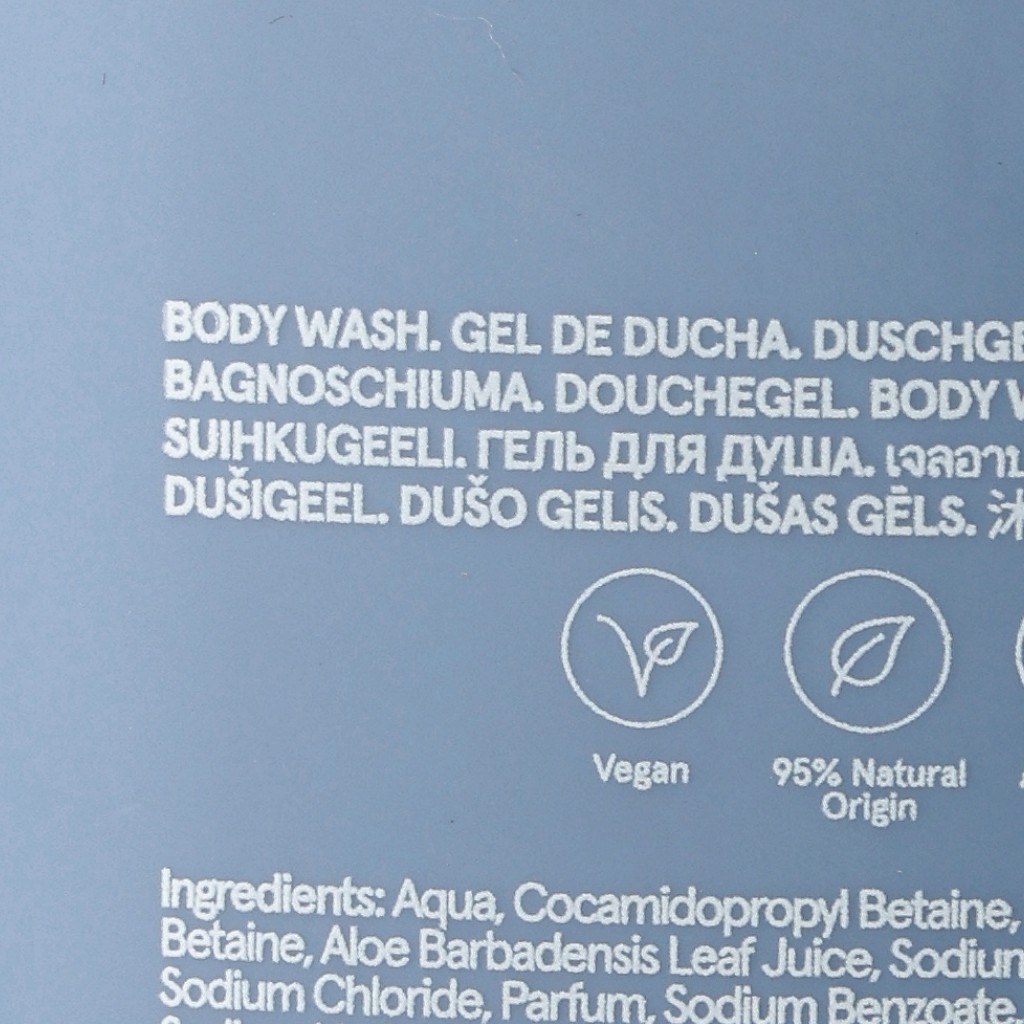 BODY WASH. GEL DE DUCHA. DUSCHGE
BAGNOSCHIUMA. DOUCHEGEL. BODY W
SUIHKUGEELI. ГЕЛЬ ДЛЯ ДУША. เจลอาบ
DUŠIGEEL. DUŠO GELIS. DUŠAS GĒLS. 沐
Vegan
95% Natural
Origin
Ingredients: Aqua, Cocamidopropyl Betaine,
Betaine, Aloe Barbadensis Leaf Juice, Sodium
Sodium Chloride, Parfum, Sodium Benzoate,